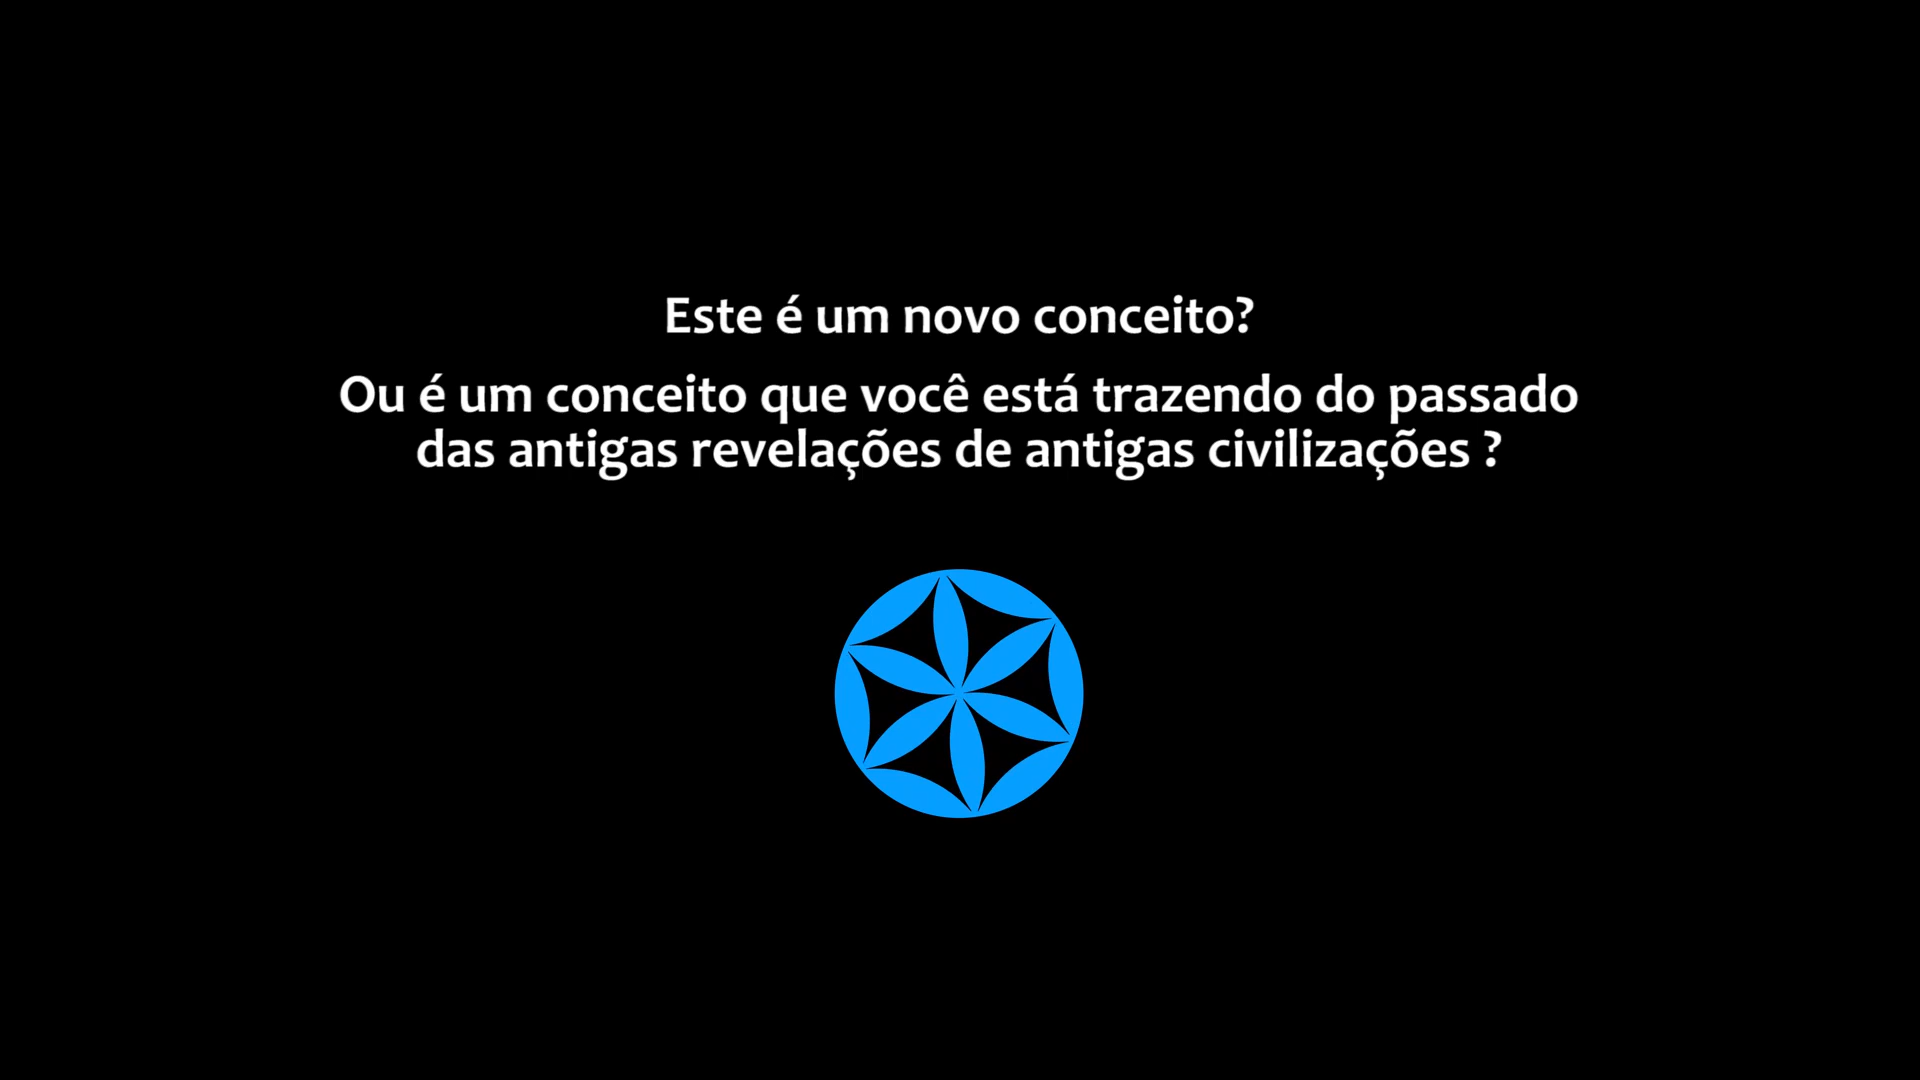 Este é um novo conceito?
Ou é um conceito que você está trazendo do passado
das antigas revelações de antigas civilizações ?